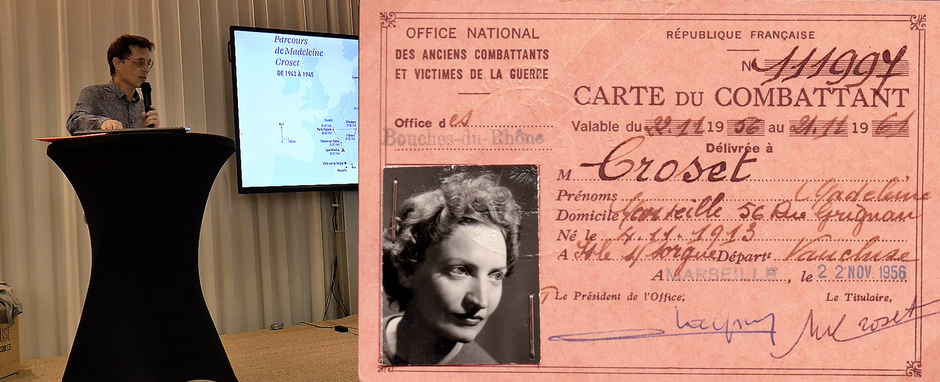 Parcours
de Madeleine
Croset
DE 1942 À 1945
OFFICE NATIONAL
DES ANCIENS COMBATTANTS
ET VICTIMES DE LA GUERRE
Office des
Bouches-du-Rhône
RÉPUBLIQUE FRANÇAISE
N° 111997
CARTE DU COMBATTANT
Valable du 22.11 1956 au 21.11 1961
Délivrée à
M Croset
Prénoms Madeleine
Domicile Marseille 56 Rue Grignan
Né le 4.11.1913
A Isle s/ Sorgue Départ Vaucluse
A MARSEILLE, le 22 NOV. 1956
Le Président de l'Office,
Le Titulaire,
M Croset